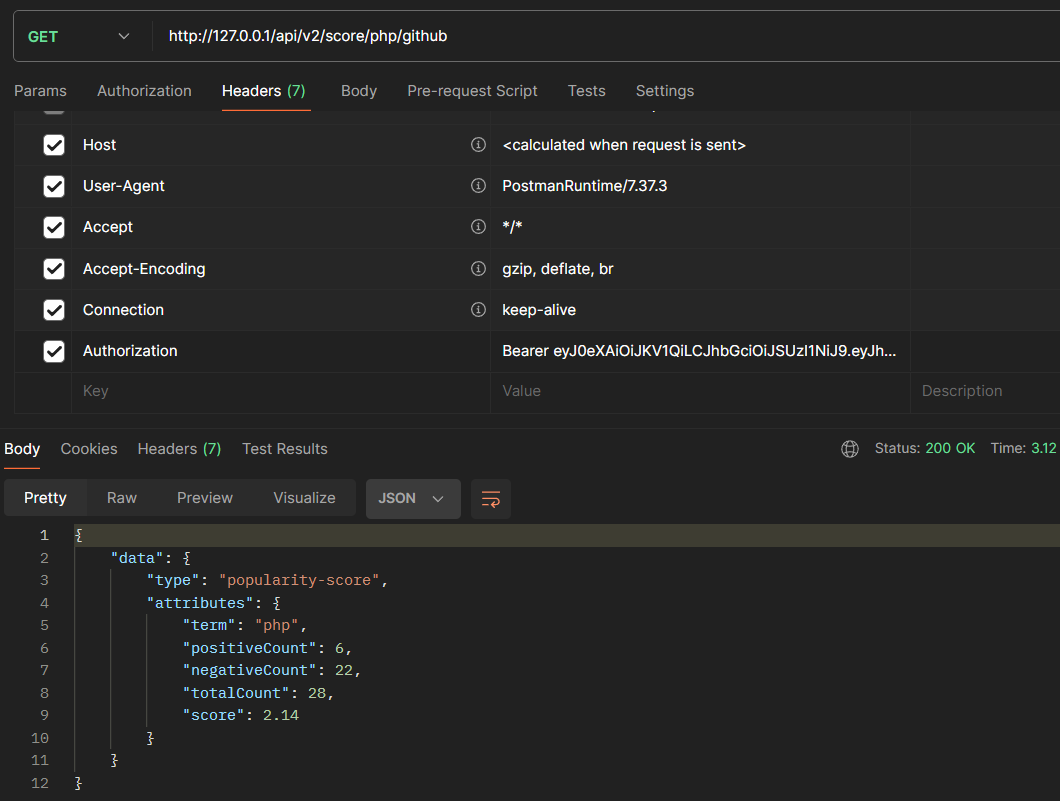 GET http://127.0.0.1/api/v2/score/php/github
Params Authorization Headers (7) Body Pre-request Script Tests Settings
Host <calculated when request is sent>
User-Agent PostmanRuntime/7.37.3
Accept */*
Accept-Encoding gzip, deflate, br
Connection keep-alive
Authorization Bearer eyJ0eXAiOiJKV1QiLCJhbGciOiJSUzI1NiJ9.eyJh...
Key Value Description
Body Cookies Headers (7) Test Results Status: 200 OK Time: 3.12
Pretty Raw Preview Visualize JSON
1 {
2 "data": {
3 "type": "popularity-score",
4 "attributes": {
5 "term": "php",
6 "positiveCount": 6,
7 "negativeCount": 22,
8 "totalCount": 28,
9 "score": 2.14
10 }
11 }
12 }